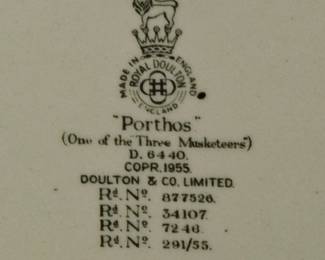 MADE IN ENGLAND
ROYAL DOULTON
ENGLAND
"Porthos"
(One of the Three Musketeers")
D. 6440.
COPR. 1955.
DOULTON & CO. LIMITED.
Rd. No. 877526.
Rd. No. 34107.
Rd. No. 7246.
Rd. No. 291/55.